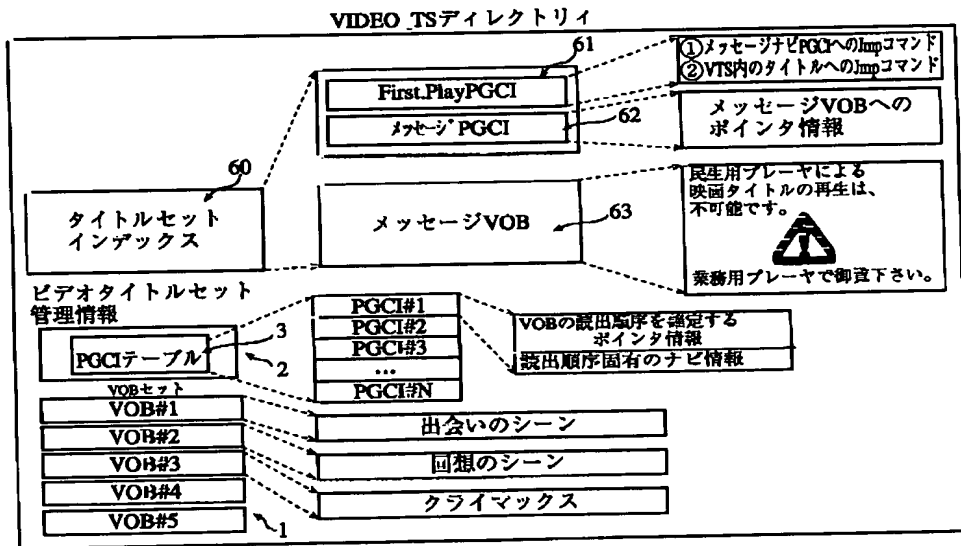 VIDEO_TSディレクトリィ
61
First.PlayPGCI
①メッセージナビPGCIへのJmpコマンド
②VTS内のタイトルへのJmpコマンド
メッセージPGCI
62
メッセージVOBへの
ポインタ情報
60
タイトルセット
インデックス
メッセージVOB
63
民生用プレーヤによる
映画タイトルの再生は、
不可能です。
業務用プレーヤで御覧下さい。
ビデオタイトルセット
管理情報
PGCIテーブル
3
2
PGCI#1
PGCI#2
PGCI#3
…
PGCI#N
VOBの読出順序を確定する
ポインタ情報
読出順序固有のナビ情報
VOBセット
VOB#1
VOB#2
VOB#3
VOB#4
VOB#5
1
出会いのシーン
回想のシーン
クライマックス